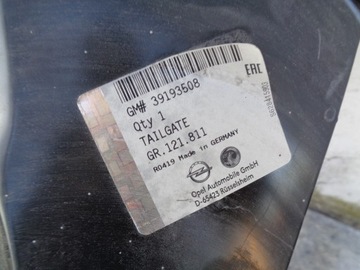 GM# 39193508
EAC
Qty 1
TAILGATE
GR.121.811
R0419 Made in GERMANY
Opel Automobile GmbH
D-65423 Rüsselsheim